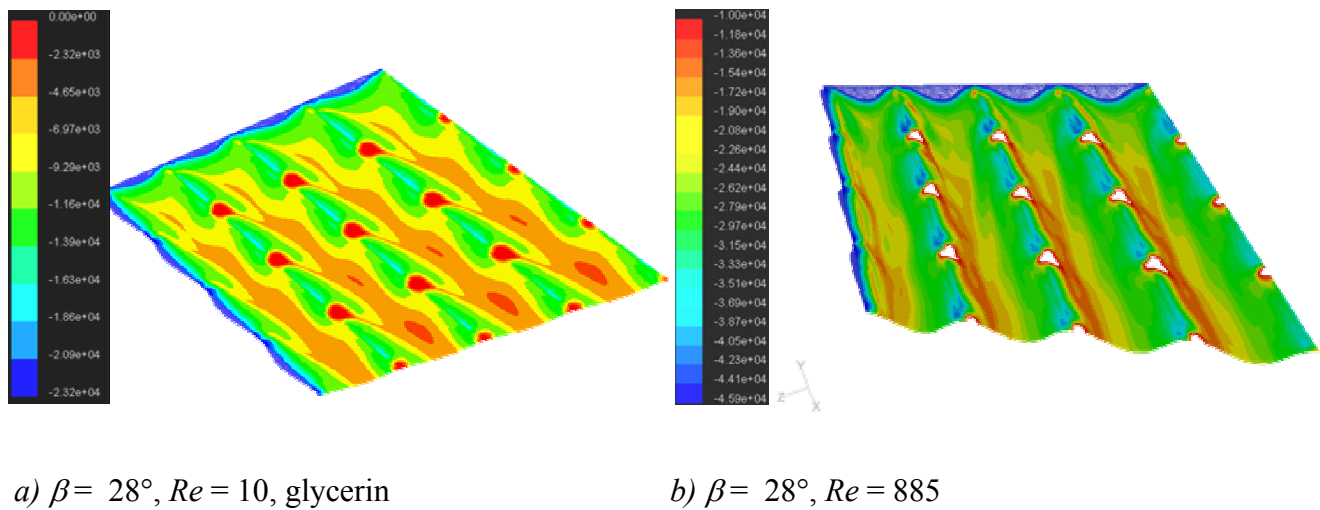 0.00e+00
-2.32e+03
-4.65e+03
-6.97e+03
-9.29e+03
-1.16e+04
-1.39e+04
-1.63e+04
-1.86e+04
-2.09e+04
-2.32e+04
-1.00e+04
-1.18e+04
-1.36e+04
-1.54e+04
-1.72e+04
-1.90e+04
-2.08e+04
-2.26e+04
-2.44e+04
-2.62e+04
-2.79e+04
-2.97e+04
-3.15e+04
-3.33e+04
-3.51e+04
-3.69e+04
-3.87e+04
-4.05e+04
-4.23e+04
-4.41e+04
-4.59e+04
Y
Z
X
a) β = 28°, Re = 10, glycerin
b) β = 28°, Re = 885